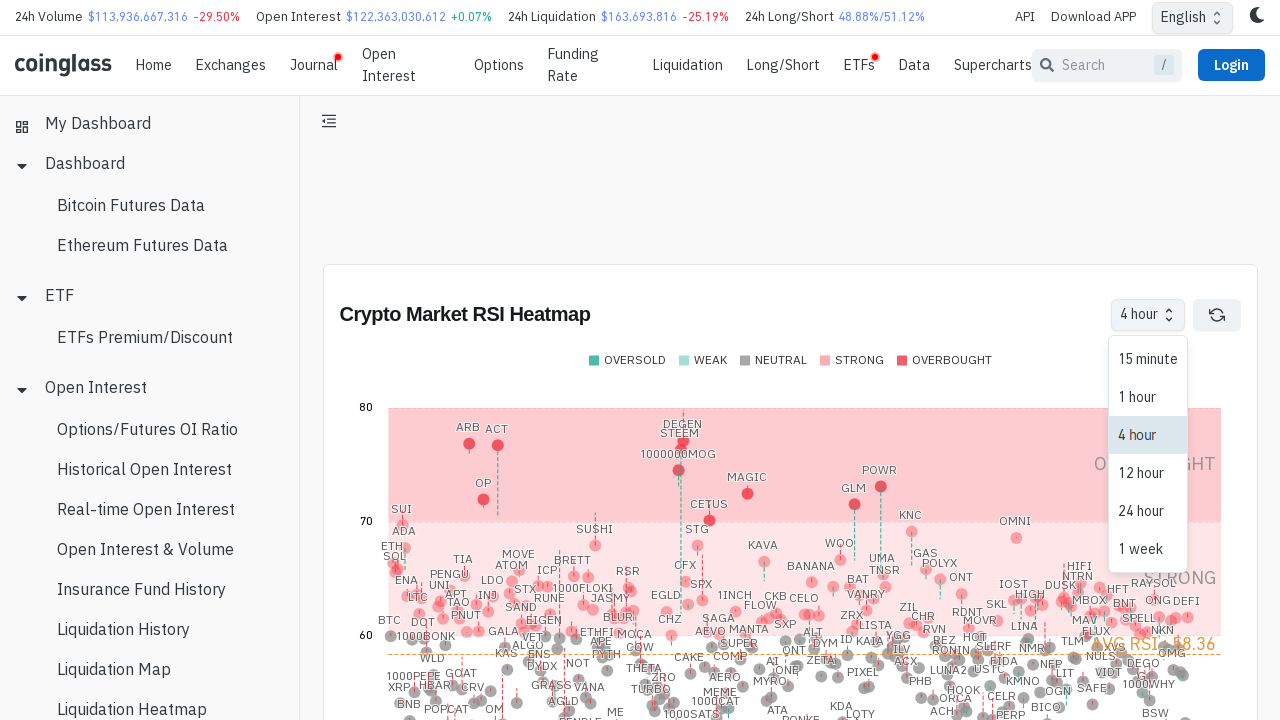 24h Volume $113,936,667,316 -29.50% Open Interest $122,363,030,612 +0.07% 24h Liquidation $163,693,816 -25.19% 24h Long/Short 48.88%/51.12% API Download APP English
coinglass Home Exchanges Journal Open Interest Options Funding Rate Liquidation Long/Short ETFs Data Supercharts Search / Login
My Dashboard
Dashboard
Bitcoin Futures Data
Ethereum Futures Data
ETF
ETFs Premium/Discount
Open Interest
Options/Futures OI Ratio
Historical Open Interest
Real-time Open Interest
Open Interest & Volume
Insurance Fund History
Liquidation History
Liquidation Map
Liquidation Heatmap
Crypto Market RSI Heatmap
4 hour
15 minute
1 hour
4 hour
12 hour
24 hour
1 week
OVERSOLD WEAK NEUTRAL STRONG OVERBOUGHT
80
ARB ACT DEGEN
STEEM
1000000MOG
OP MAGIC POWR
GLM
CETUS
SUI
70
ADA SUSHI STG KNC OMNI
ETH
SOL TIA MOVE KAVA WOO GAS
ATOM BRETT CFX BANANA UMA POLYX HIFI
PENGU ICP RSR TNSR NTRN
ENA UNI LDO STX 1000FLOKI SPX BAT ONT IOST DUSK RAYSOL
LTC APT INJ RUNE JASMY EGLD 1INCH CKB CELO VANRY HIGH HFT
TAO SAND FLOW ZIL SKL MBOX BNT ONG DEFI
BTC DOT BNUT EIGEN BLUR CHZ SAGA SXP ZRX CHR RDNT MOVR MAV SPELL
60
1000BONK GALA VET ETHFI MOCA AEVO MANTA ALT LISTA RVN LINA FLUX NKN
ALGO SUPER DYM ID KAIA YGG REZ HOT TLM
AVG RSI : 58.36
WLD KAS ENS PYTH COW CAKE COMP ONT ILV RONIN SLERF NMR NULS OMG
DYDX NOT THETA AI ZETA ACX FIDA NFP DEGO
1000PEPE GOAT ZRO AERO IONE PIXEL LUNA2 USTC LIT VIDT
XRP HBAR CRV GRASS VANA TURBO MYRO PHB KMNO SAFE 1000WHY
BNB POPCAT OM AGLD MEME HOOK CELR OGN
1000CAT ORCA
ME 1000SATS ATA KDA ACH PERP BICO BSW
LQTY
STRONG